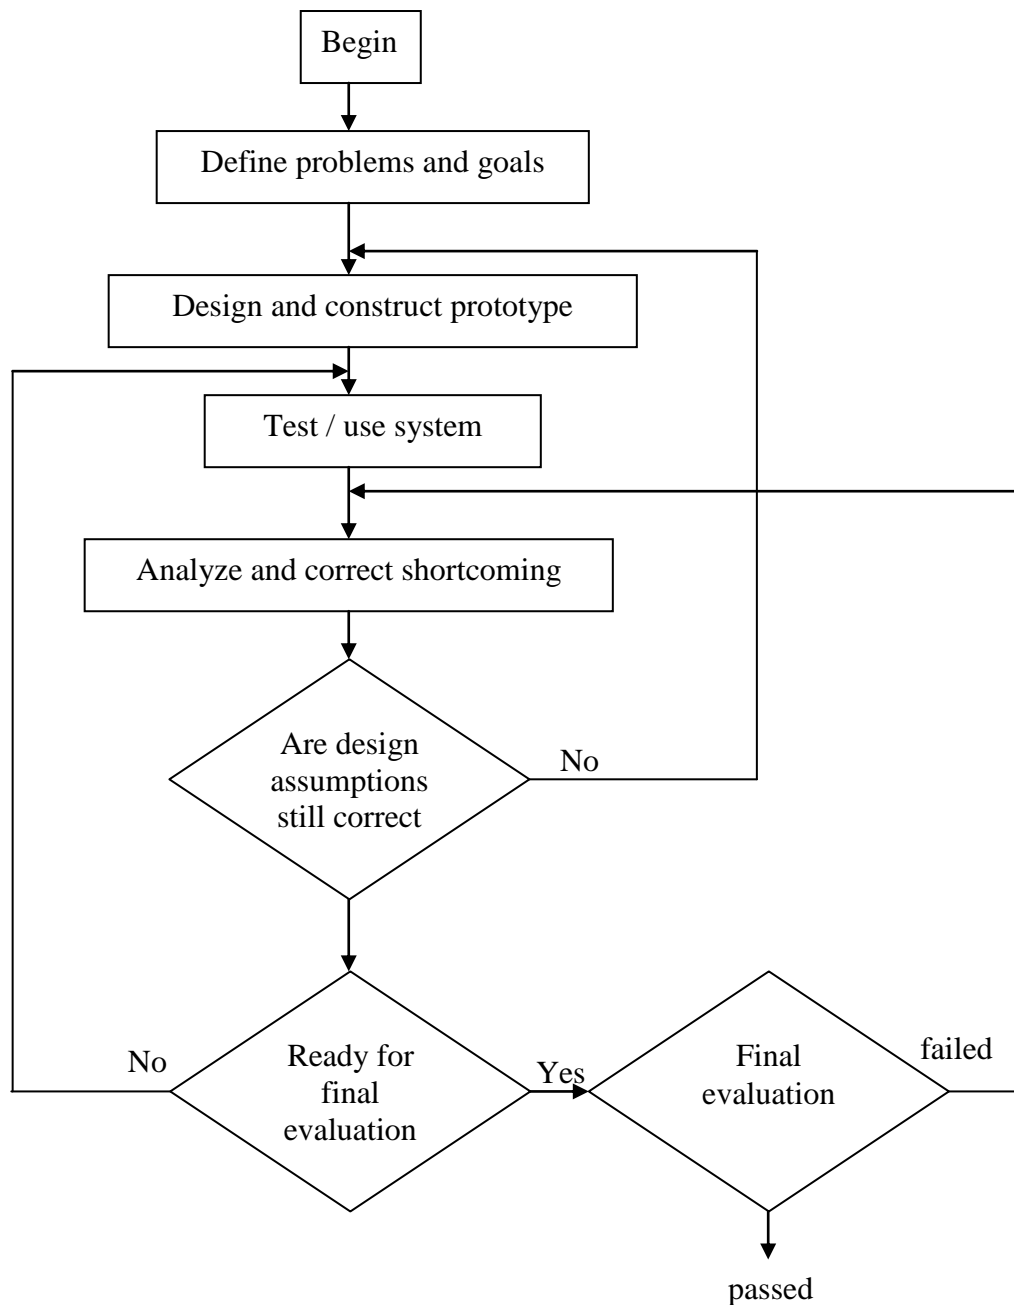 Begin
Define problems and goals
Design and construct prototype
Test / use system
Analyze and correct shortcoming
Are design
assumptions
still correct
No
Ready for
final
evaluation
No
Yes
Final
evaluation
failed
passed